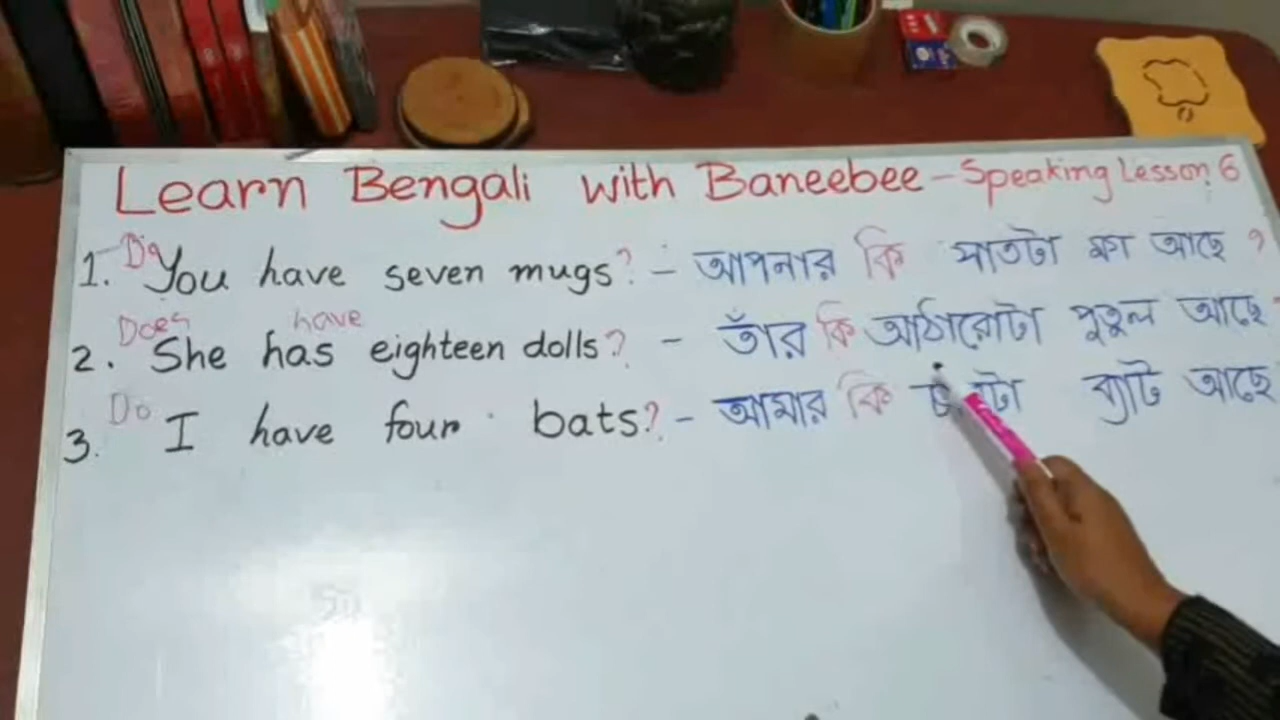 Learn Bengali with Baneebee - Speaking Lesson 6
1. Do You have seven mugs? - আপনার কি সাতটা মগ আছে ?
Does have
2. She has eighteen dolls? - তাঁর কি আঠারোটা পুতুল আছে ?
3. Do I have four bats? - আমার কি টা ব্যাট আছে